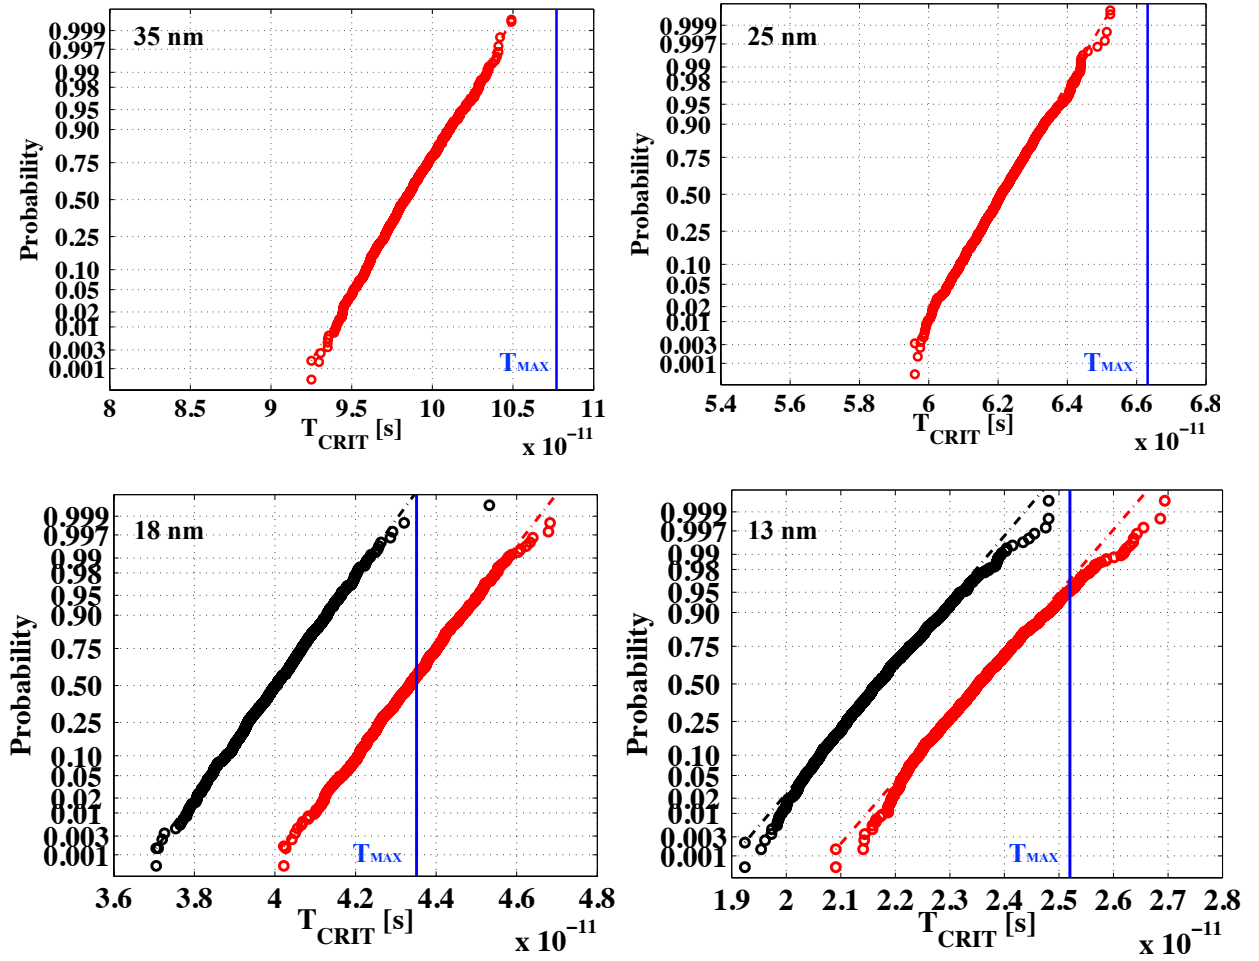 35 nm
Probability
0.999
0.997
0.99
0.98
0.95
0.90
0.75
0.50
0.25
0.10
0.05
0.02
0.01
0.003
0.001
TMAX
8 9 9.5 10 10.5 11
TCRIT [s]
x 10−11
25 nm
Probability
0.999
0.997
0.99
0.98
0.95
0.90
0.75
0.50
0.25
0.10
0.05
0.02
0.01
0.003
0.001
TMAX
5.4 5.6 5.8 6 6.2 6.4 6.6 6.8
TCRIT [s]
x 10−11
18 nm
Probability
0.999
0.997
0.99
0.98
0.95
0.90
0.75
0.50
0.25
0.10
0.05
0.02
0.01
0.003
0.001
TMAX
3.6 3.8 4 4.2 4.4 4.6 4.8
TCRIT [s]
x 10−11
13 nm
Probability
0.999
0.997
0.99
0.98
0.95
0.90
0.75
0.50
0.25
0.10
0.05
0.02
0.01
0.003
0.001
TMAX
1.9 2 2.1 2.2 2.3 2.4 2.5 2.6 2.7 2.8
TCRIT [s]
x 10−11